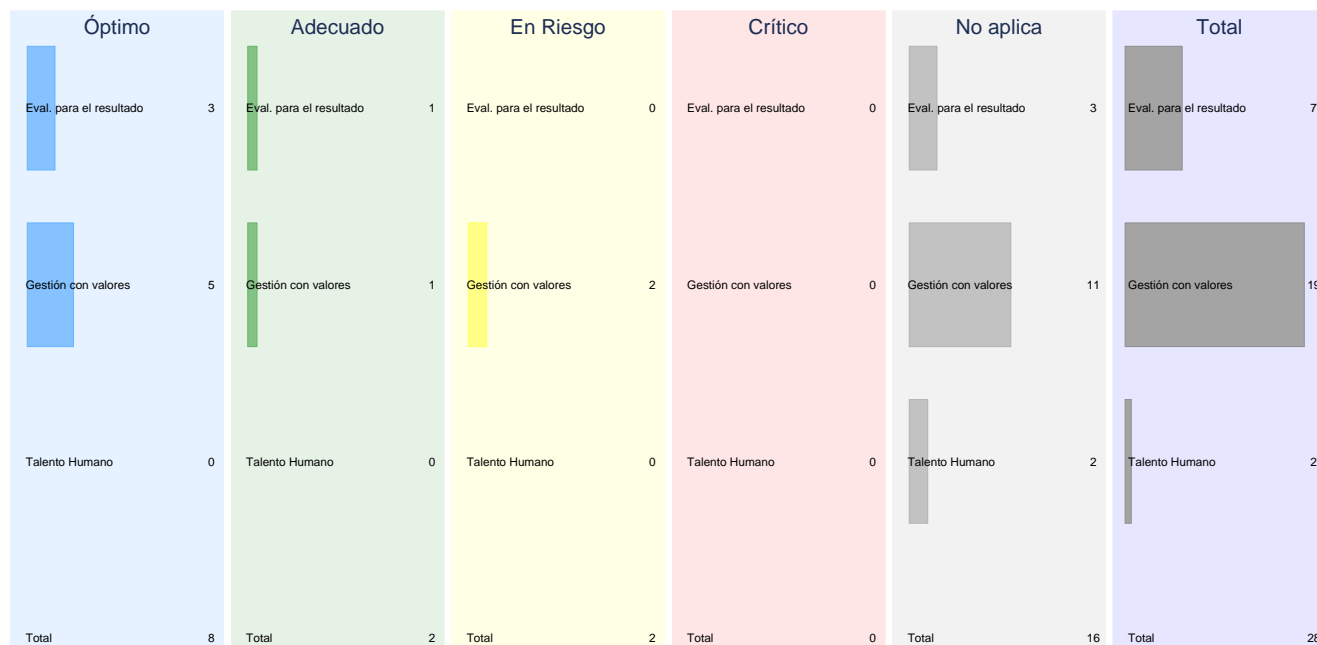 Óptimo Adecuado En Riesgo Crítico No aplica Total
Eval. para el resultado 3 Eval. para el resultado 1 Eval. para el resultado 0 Eval. para el resultado 0 Eval. para el resultado 3 Eval. para el resultado 7
Gestión con valores 5 Gestión con valores 1 Gestión con valores 2 Gestión con valores 0 Gestión con valores 11 Gestión con valores 19
Talento Humano 0 Talento Humano 0 Talento Humano 0 Talento Humano 0 Talento Humano 2 Talento Humano 2
Total 8 Total 2 Total 2 Total 0 Total 16 Total 28